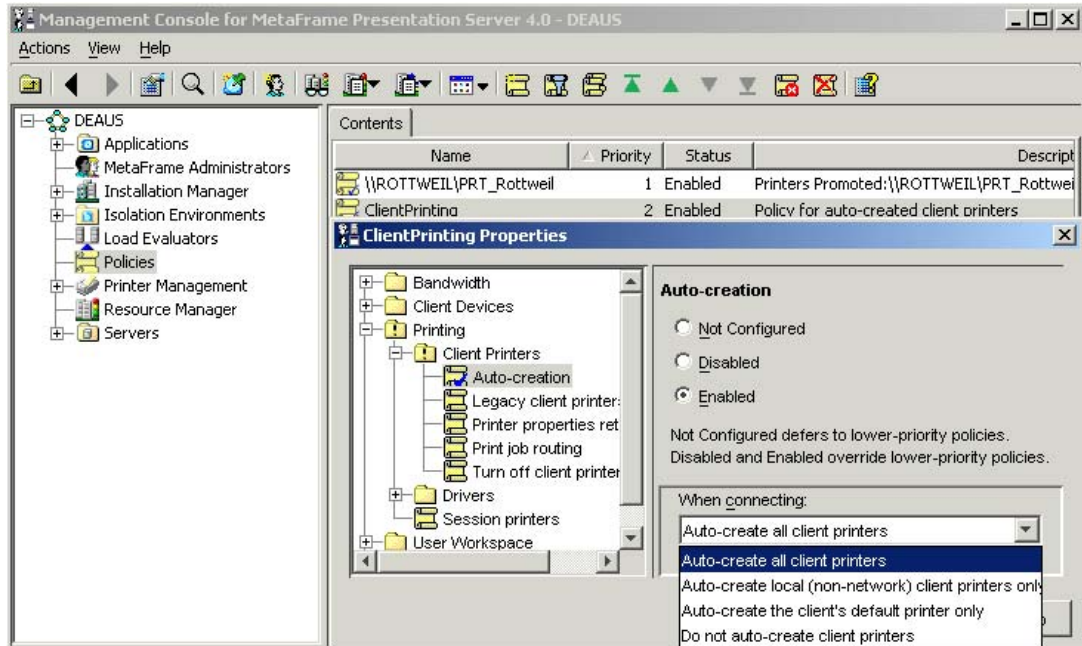 Management Console for MetaFrame Presentation Server 4.0 - DEAUS
Actions View Help
DEAUS
Applications
MetaFrame Administrators
Installation Manager
Isolation Environments
Load Evaluators
Policies
Printer Management
Resource Manager
Servers
Contents
Name Priority Status Descript
\\ROTTWEIL\PRT_Rottweil 1 Enabled Printers Promoted:\\ROTTWEIL\PRT_Rottwei
ClientPrinting 2 Enabled Policy for auto-created client printers
ClientPrinting Properties
Bandwidth
Client Devices
Printing
Client Printers
Auto-creation
Legacy client printer
Printer properties ret
Print job routing
Turn off client printer
Drivers
Session printers
User Workspace
Auto-creation
Not Configured
Disabled
Enabled
Not Configured defers to lower-priority policies.
Disabled and Enabled override lower-priority policies.
When connecting:
Auto-create all client printers
Auto-create all client printers
Auto-create local (non-network) client printers only
Auto-create the client's default printer only
Do not auto-create client printers